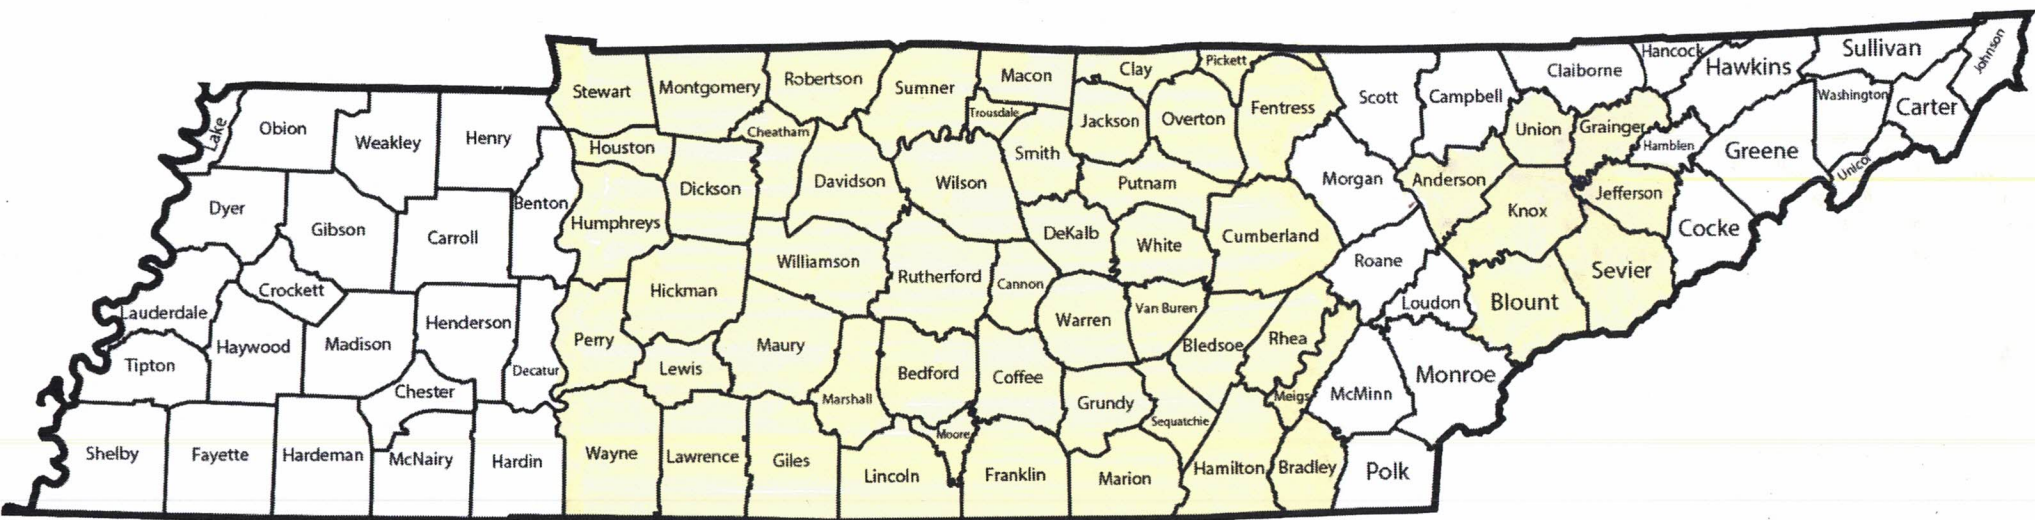 Lake
Obion
Weakley
Henry
Stewart
Montgomery
Robertson
Sumner
Macon
Trousdale
Clay
Pickett
Jackson
Overton
Fentress
Scott
Campbell
Claiborne
Hancock
Hawkins
Sullivan
Johnson
Washington
Carter
Unicoi
Greene
Hamblen
Grainger
Union
Houston
Cheatham
Dickson
Davidson
Wilson
Smith
Putnam
Morgan
Anderson
Knox
Jefferson
Cocke
Dyer
Gibson
Carroll
Benton
Humphreys
Williamson
Rutherford
Cannon
DeKalb
White
Cumberland
Roane
Loudon
Blount
Sevier
Lauderdale
Crockett
Haywood
Madison
Henderson
Decatur
Perry
Hickman
Lewis
Maury
Marshall
Bedford
Coffee
Warren
Van Buren
Bledsoe
Rhea
Meigs
McMinn
Monroe
Tipton
Chester
Grundy
Sequatchie
Moore
Shelby
Fayette
Hardeman
McNairy
Hardin
Wayne
Lawrence
Giles
Lincoln
Franklin
Marion
Hamilton
Bradley
Polk